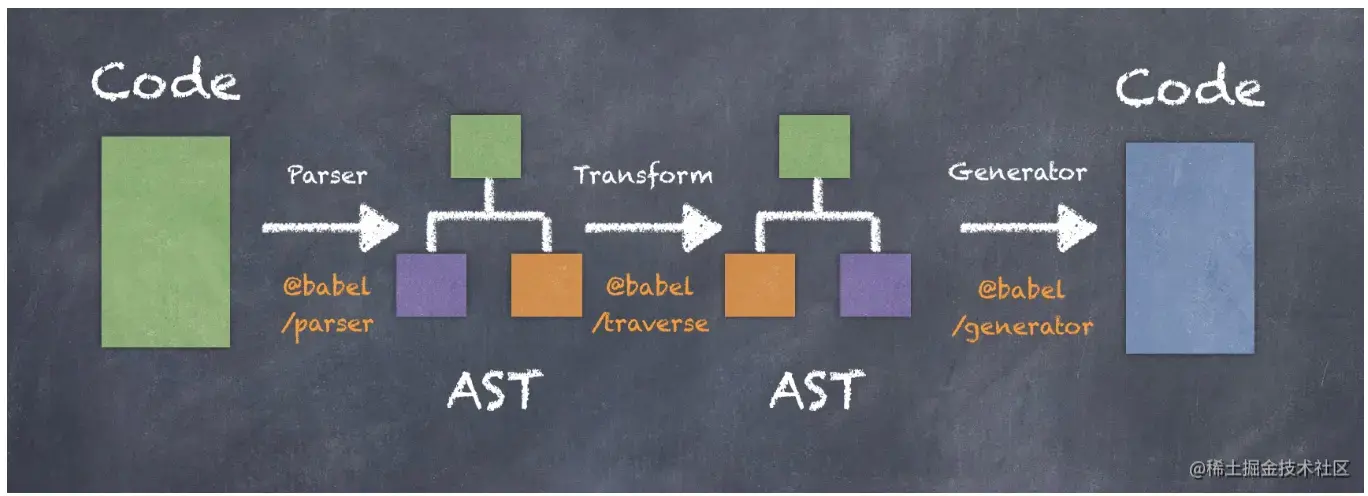 Code
Parser
@babel
/parser
AST
Transform
@babel
/traverse
AST
Generator
@babel
/generator
Code
@稀土掘金技术社区